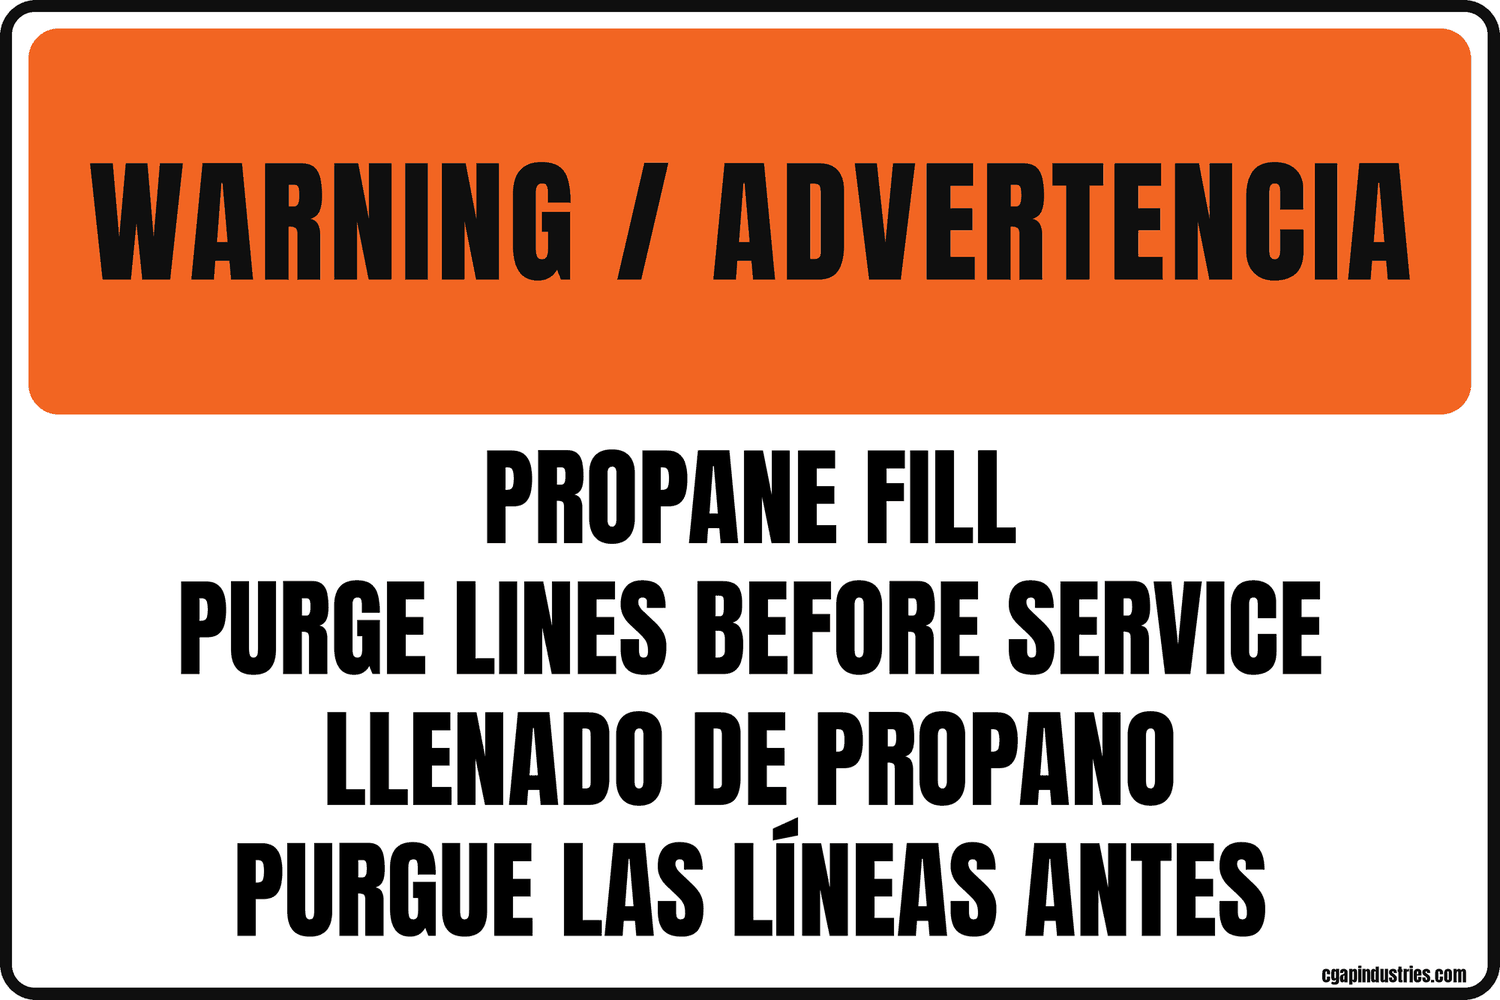 WARNING / ADVERTENCIA
PROPANE FILL
PURGE LINES BEFORE SERVICE
LLENADO DE PROPANO
PURGUE LAS LÍNEAS ANTES
cgapindustries.com